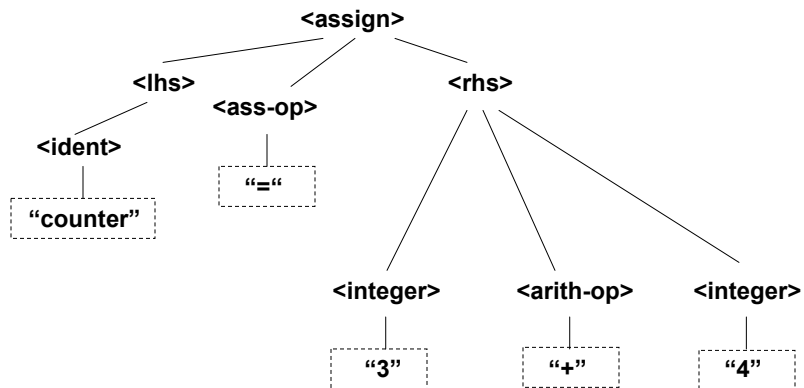 <assign>
<lhs>
<ass-op>
<rhs>
<ident>
“=“
“counter”
<integer> <arith-op> <integer>
“3” “+” “4”